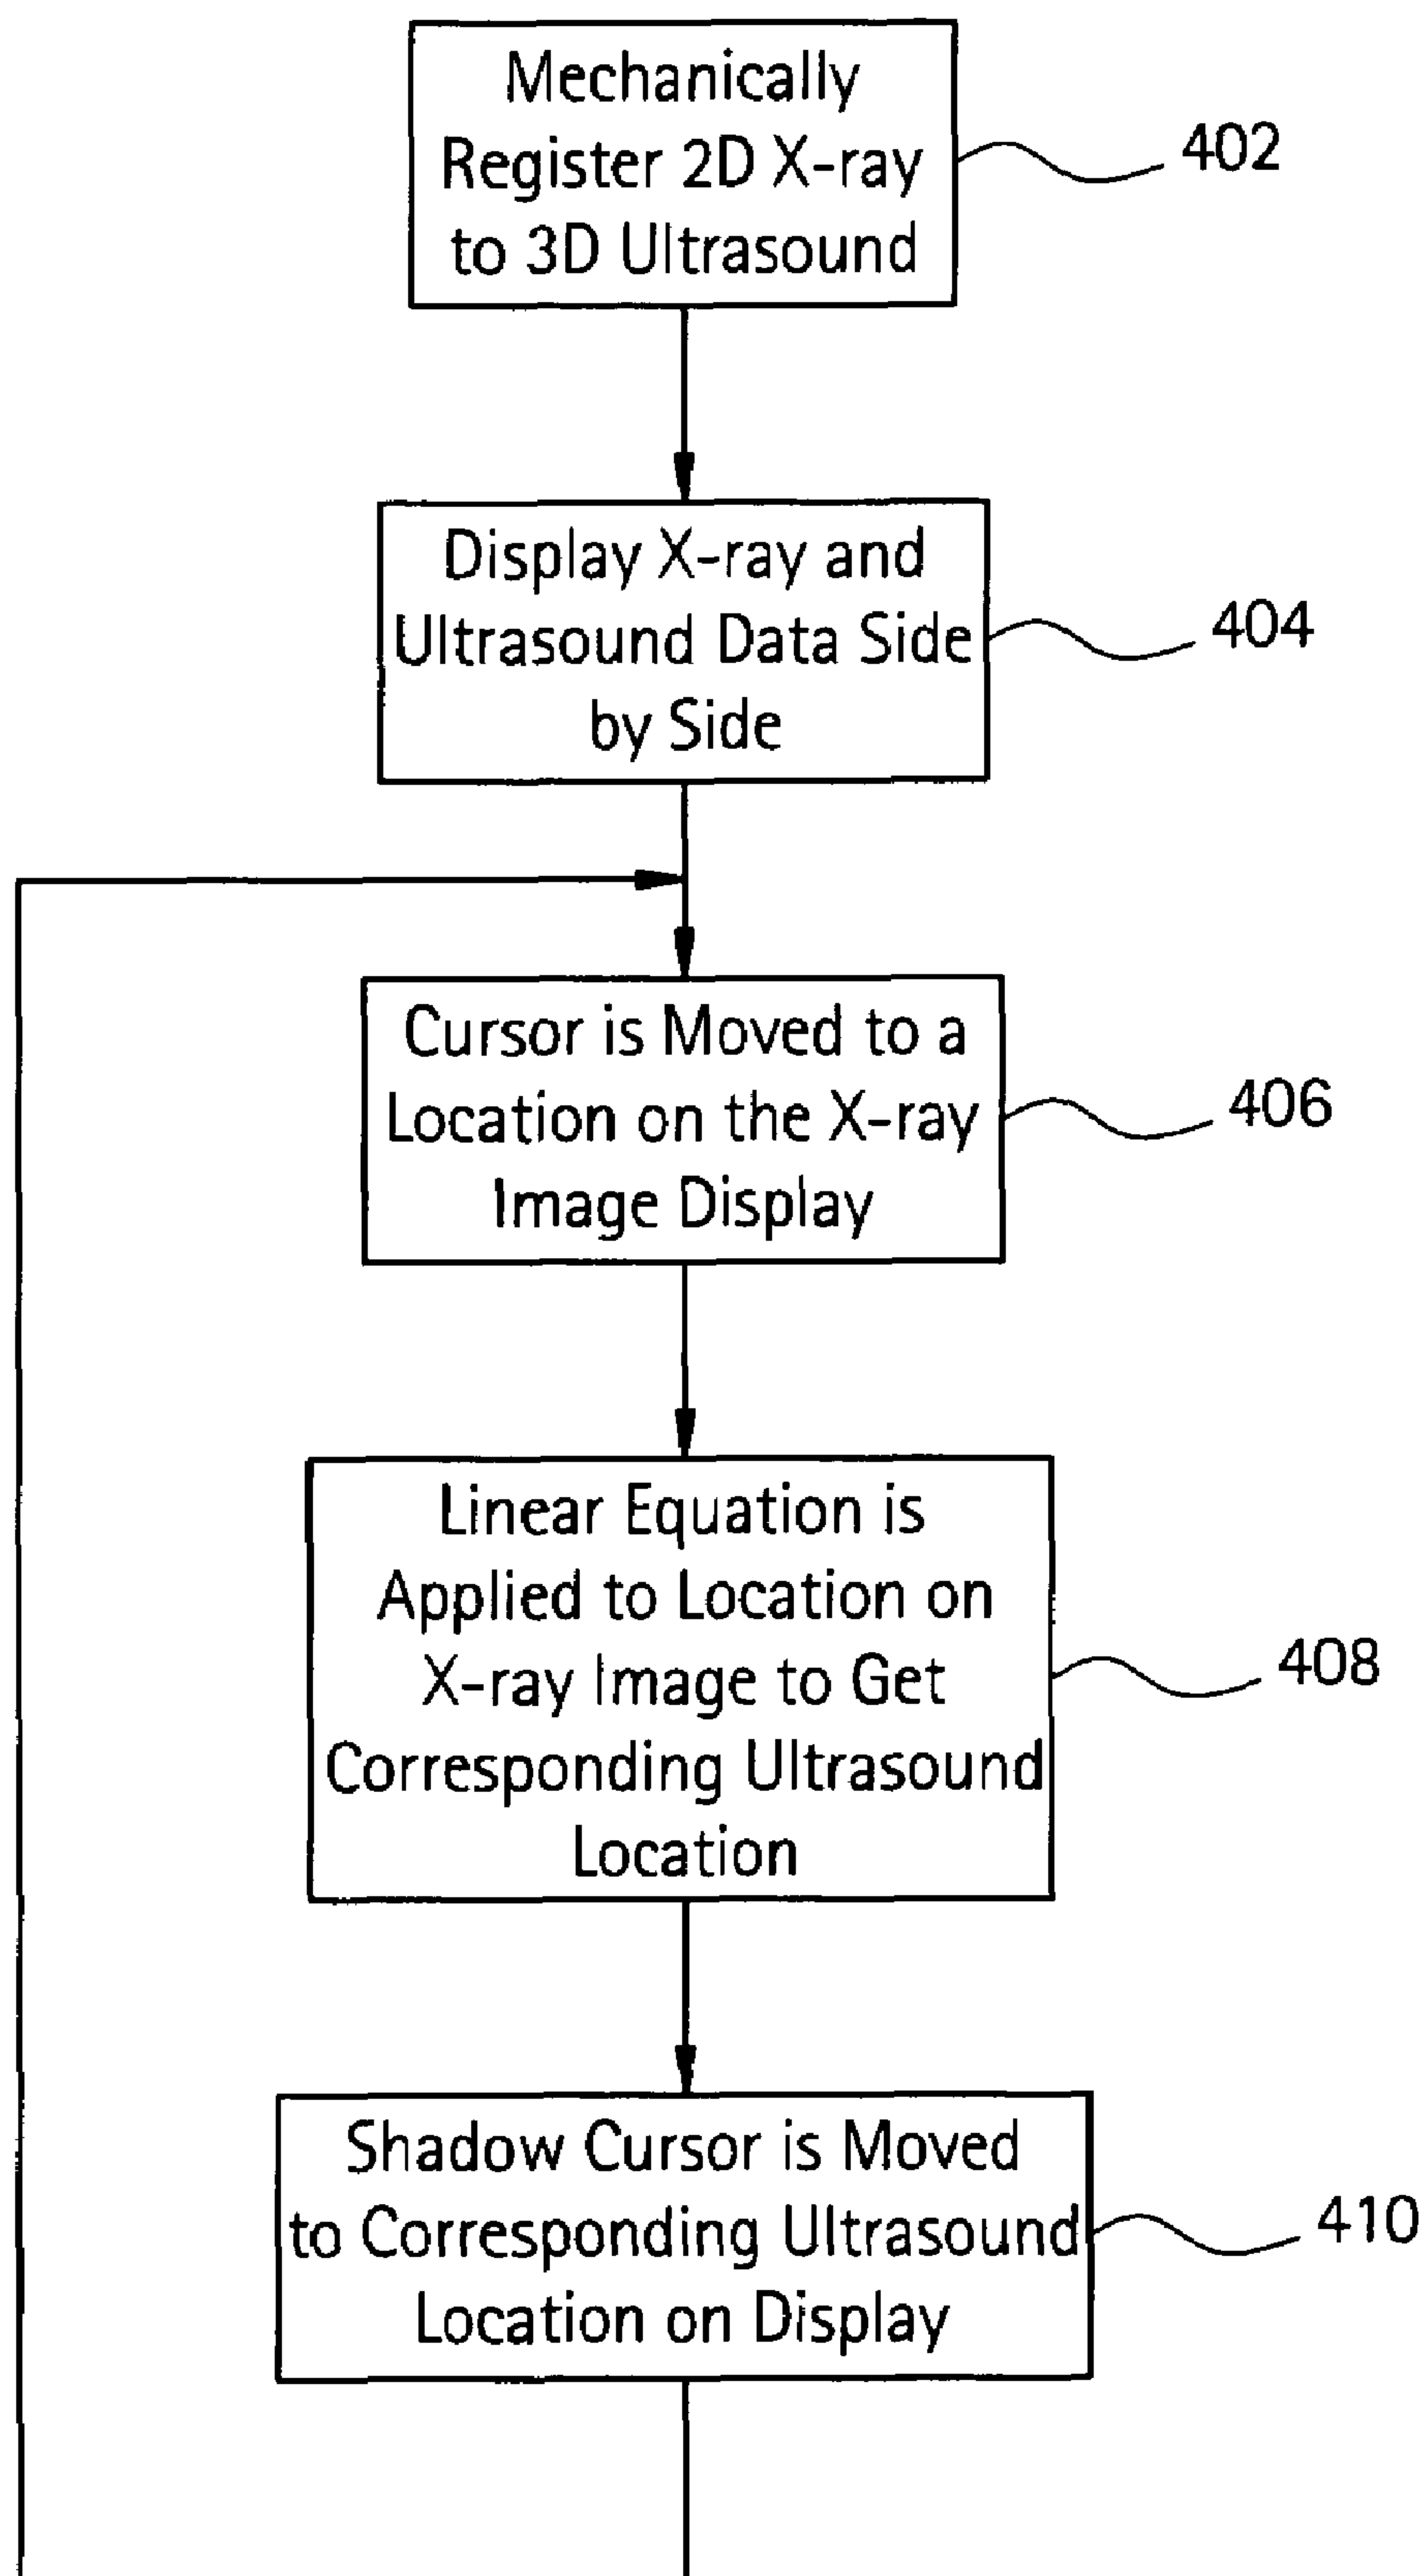 Mechanically
Register 2D X-ray
to 3D Ultrasound
402
Display X-ray and
Ultrasound Data Side
by Side
404
Cursor is Moved to a
Location on the X-ray
Image Display
406
Linear Equation is
Applied to Location on
X-ray Image to Get
Corresponding Ultrasound
Location
408
Shadow Cursor is Moved
to Corresponding Ultrasound
Location on Display
410